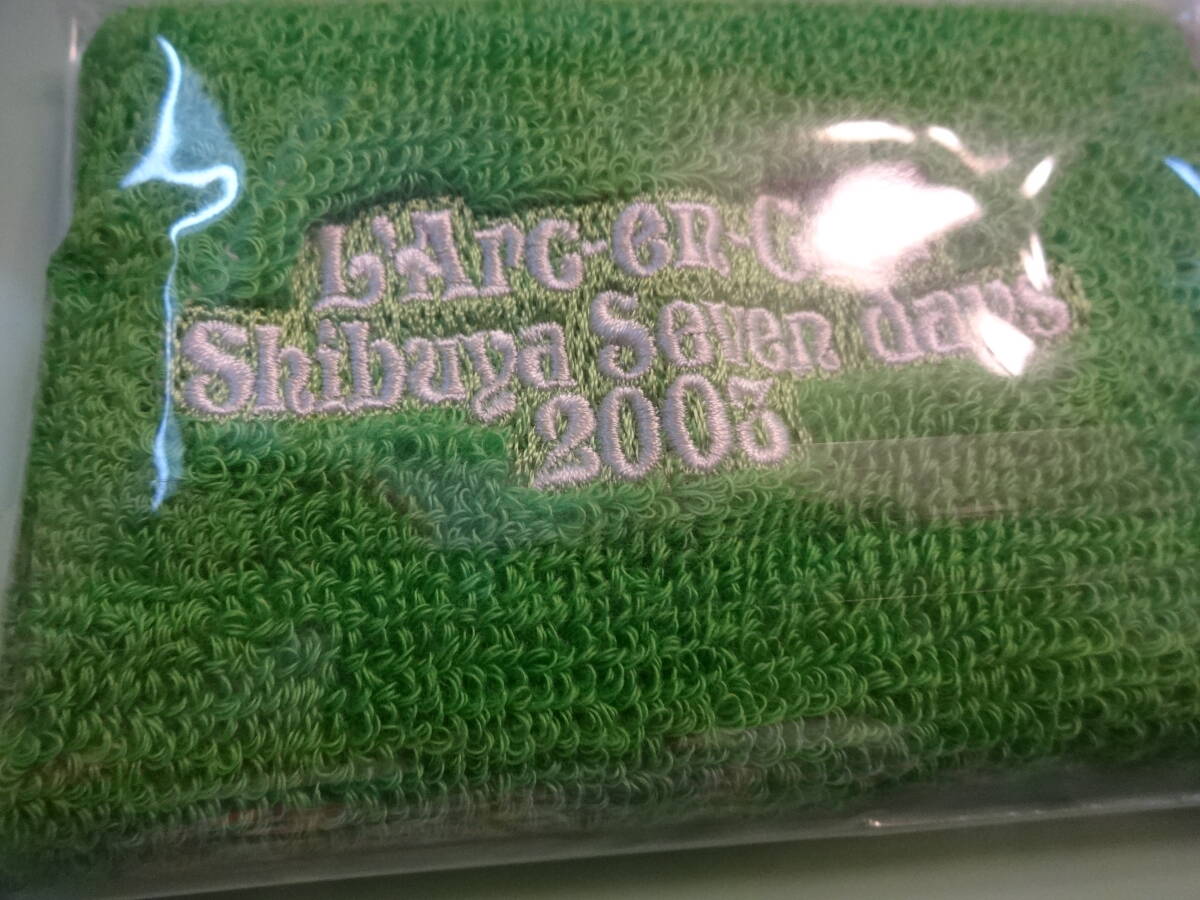 L'Arc-en-C
Shibuya Seven days
2003